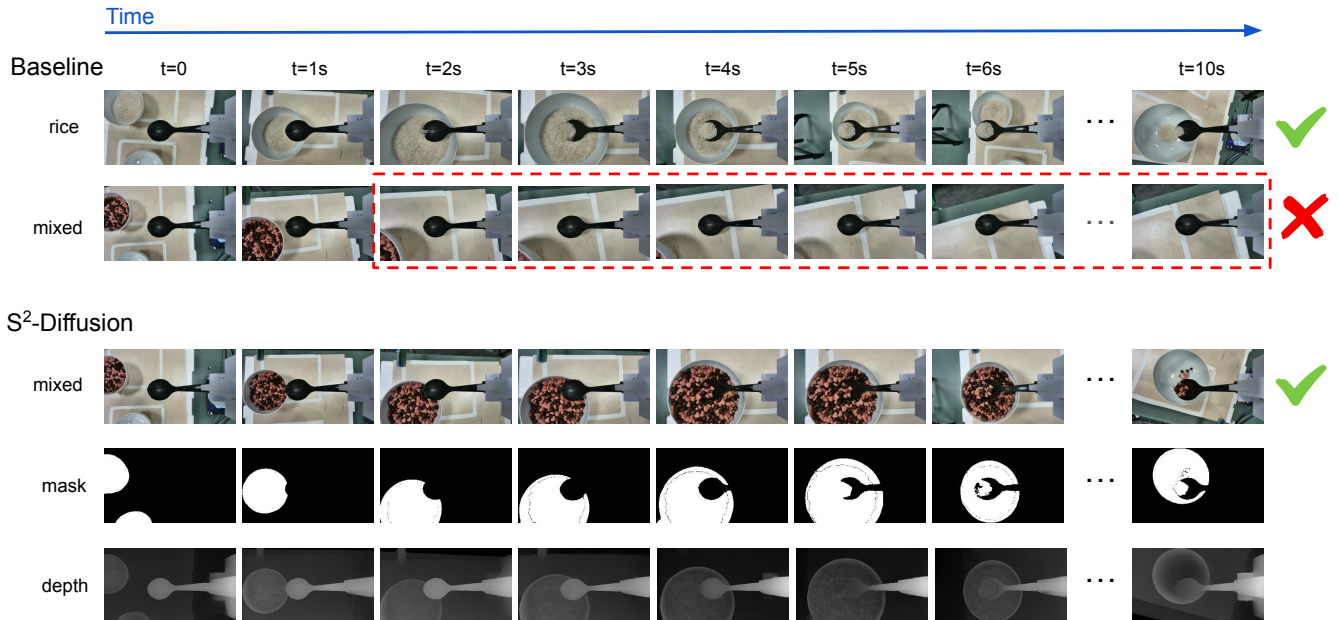 Time
Baseline t=0 t=1s t=2s t=3s t=4s t=5s t=6s t=10s
rice ...
mixed ...
S²-Diffusion
mixed ...
mask ...
depth ...